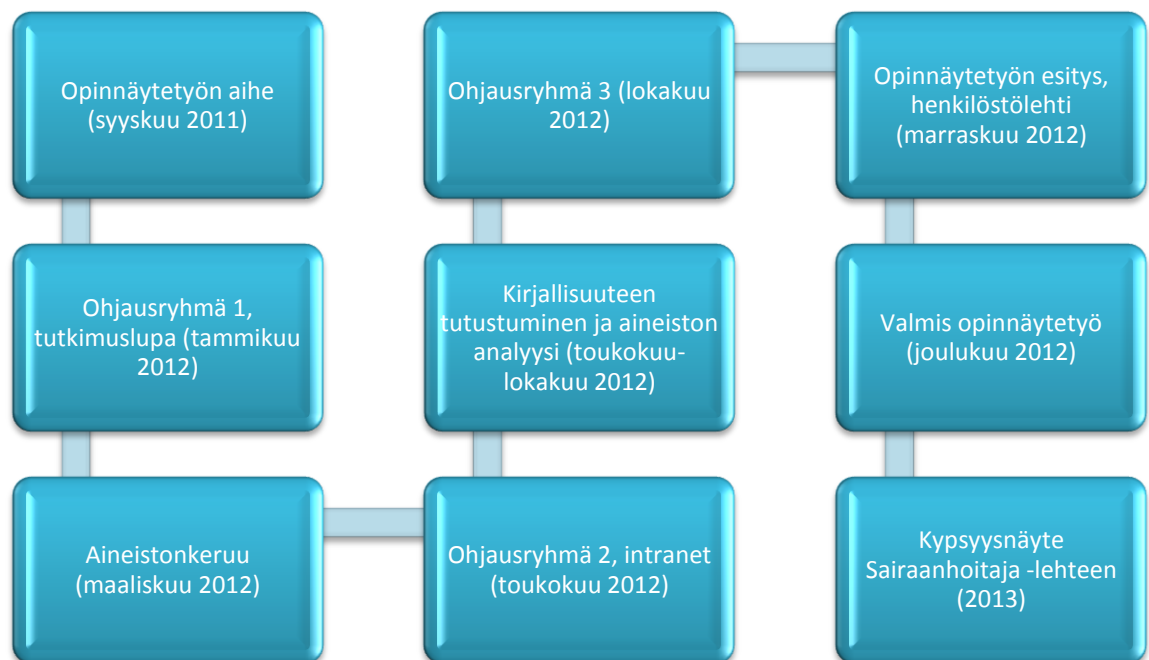 Opinnäytetyön aihe
(syyskuu 2011)
Ohjausryhmä 1,
tutkimuslupa (tammikuu
2012)
Aineistonkeruu
(maaliskuu 2012)
Ohjausryhmä 2, intranet
(toukokuu 2012)
Kirjallisuuteen
tutustuminen ja aineiston
analyysi (toukokuu-
lokakuu 2012)
Ohjausryhmä 3 (lokakuu
2012)
Opinnäytetyön esitys,
henkilöstölehti
(marraskuu 2012)
Valmis opinnäytetyö
(joulukuu 2012)
Kypsyysnäyte
Sairaanhoitaja -lehteen
(2013)